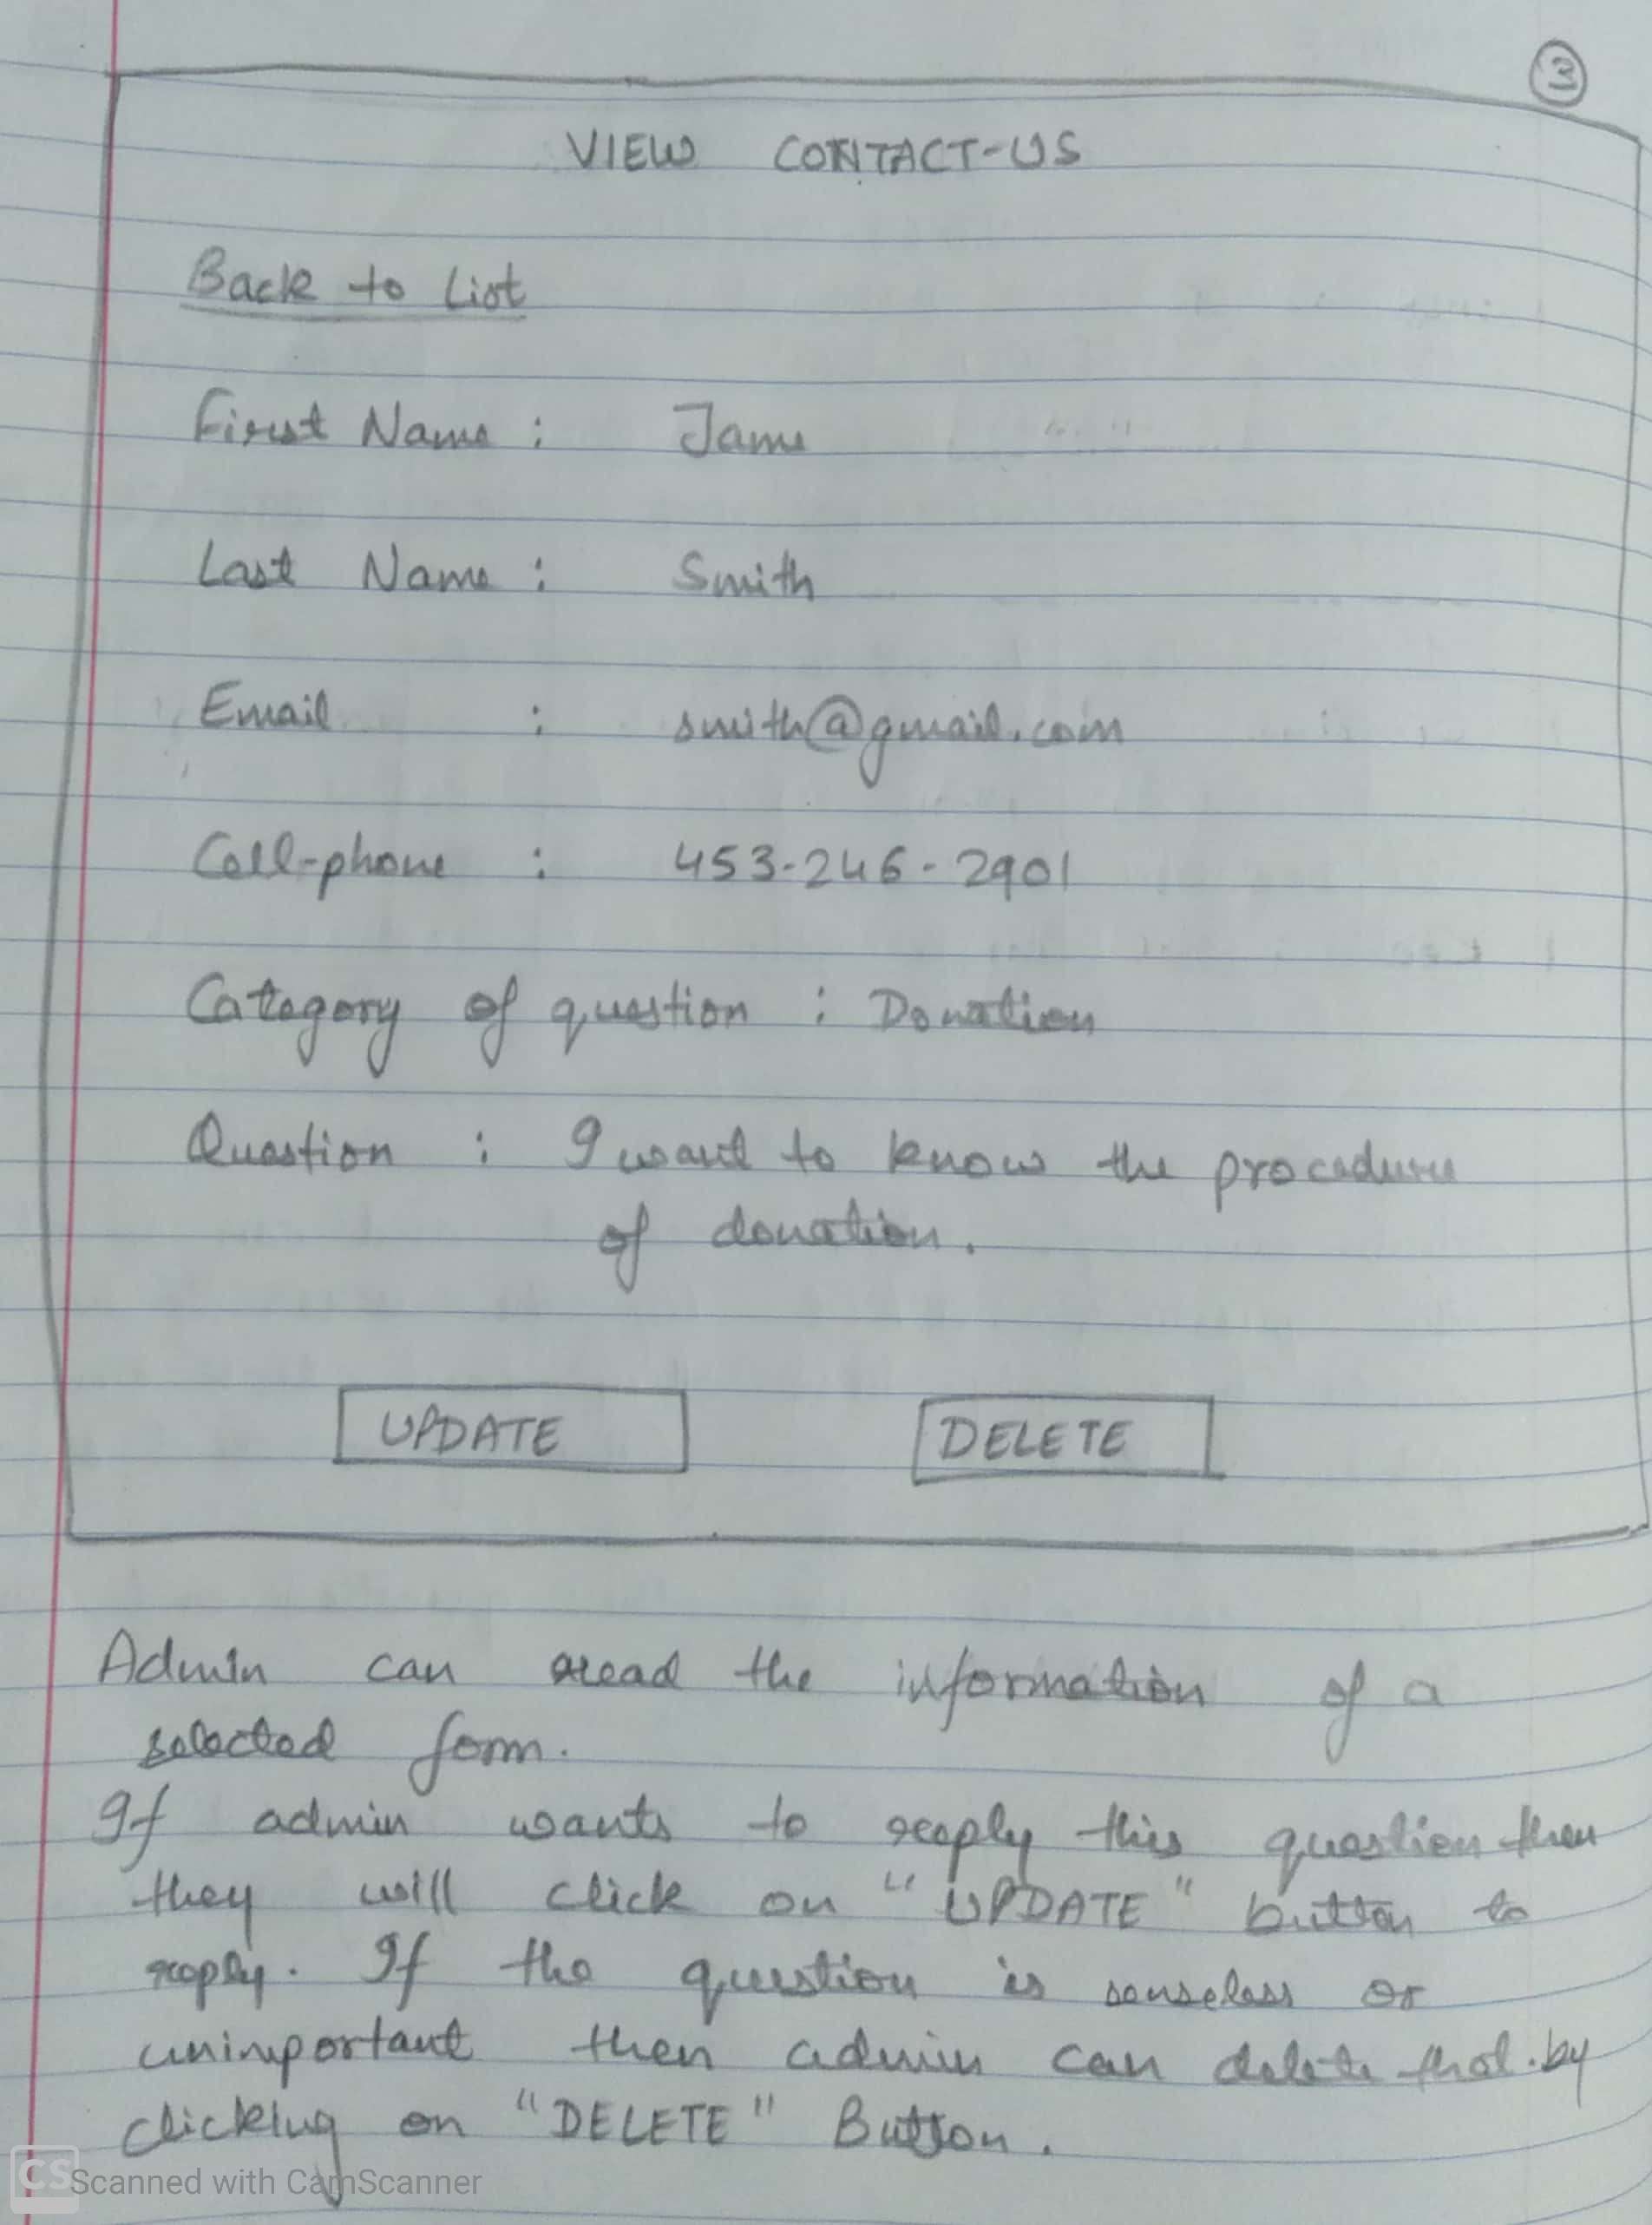 3
VIEW CONTACT-US
Back to List
First Name : Jame
Last Name : Smith
Email : smith@gmail.com
Cell-phone : 453-246-2901
Category of question : Donation
Question : I want to know the procedure
of donation.
UPDATE DELETE
Admin can read the information of a
selected form.
If admin wants to reply this question then
they will click on "UPDATE" button to
reply. If the question is senseless or
unimportant then admin can delete that by
clicking on "DELETE" Button.
CS Scanned with CamScanner